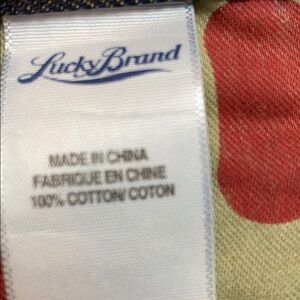 Lucky Brand
MADE IN CHINA
FABRIQUE EN CHINE
100% COTTON/COTON